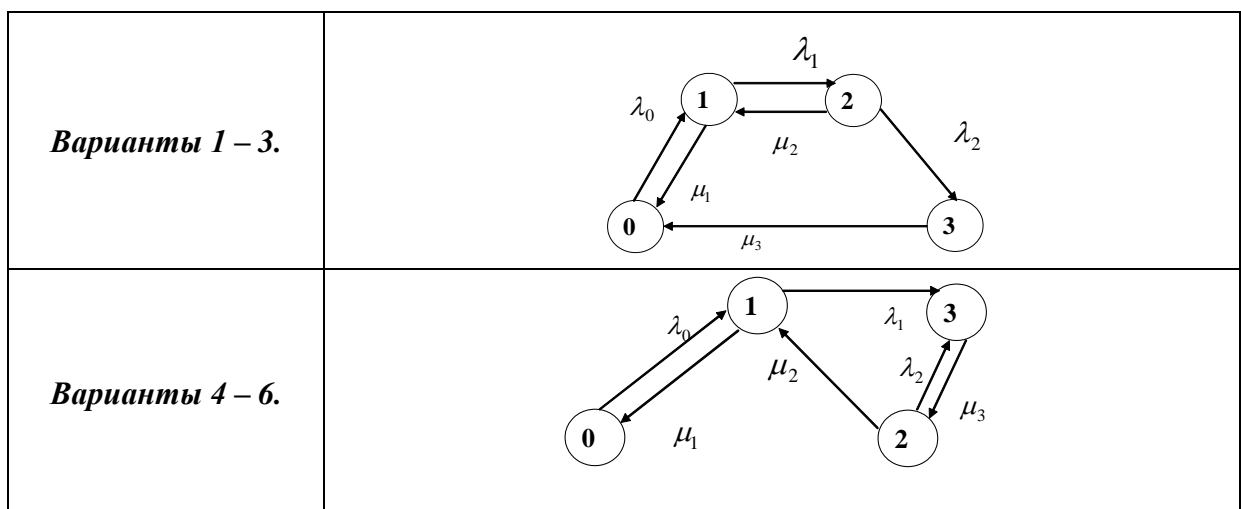 Варианты 1 – 3.
λ₁
1
2
λ₀
μ₂
λ₂
μ₁
0
3
μ₃
Варианты 4 – 6.
1
3
λ₀
λ₁
μ₂
λ₂
μ₃
0
μ₁
2